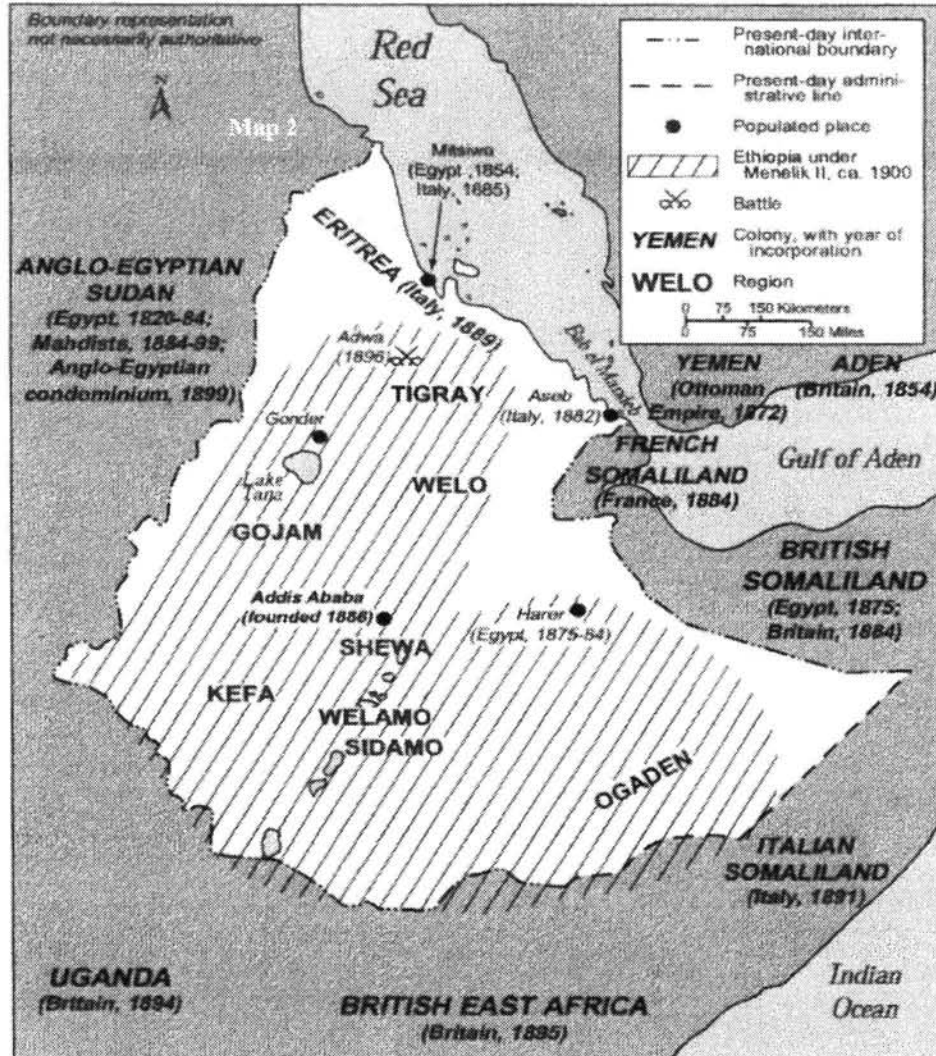 Boundary representation
not necessarily authoritative
N
Map 2
Red
Sea
Mitsiwa
(Egypt ,1854;
Italy, 1885)
ERITREA (Italy, 1889)
ANGLO-EGYPTIAN
SUDAN
(Egypt, 1820-84;
Mahdists, 1884-99;
Anglo-Egyptian
condominium, 1899)
Adwa
(1896)
TIGRAY
Aseb
(Italy, 1882)
Bab el Mandeb
YEMEN
(Ottoman
Empire, 1872)
ADEN
(Britain, 1854)
Gonder
Lake
Tana
WELO
GOJAM
FRENCH
SOMALILAND
(France, 1884)
Gulf of Aden
BRITISH
SOMALILAND
(Egypt, 1875;
Britain, 1884)
Addis Ababa
(founded 1886)
Harer
(Egypt, 1875-84)
SHEWA
KEFA
WELAMO
SIDAMO
OGADEN
ITALIAN
SOMALILAND
(Italy, 1891)
UGANDA
(Britain, 1894)
BRITISH EAST AFRICA
(Britain, 1895)
Indian
Ocean
Present-day inter-
national boundary
Present-day adminis-
trative line
Populated place
Ethiopia under
Menelik II, ca. 1900
Battle
YEMEN
Colony, with year of
incorporation
WELO
Region
0 75 150 Kilometers
0 75 150 Miles